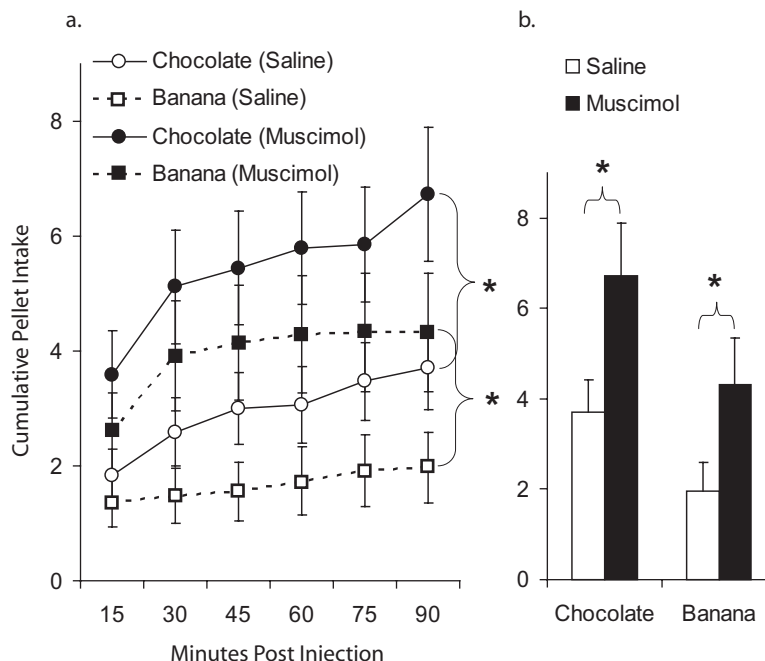 a.
Chocolate (Saline)
Banana (Saline)
Chocolate (Muscimol)
Banana (Muscimol)
8
6
4
2
0
Cumulative Pellet Intake
*
*
15 30 45 60 75 90
Minutes Post Injection
b.
Saline
Muscimol
*
*
8
6
4
2
0
Chocolate Banana